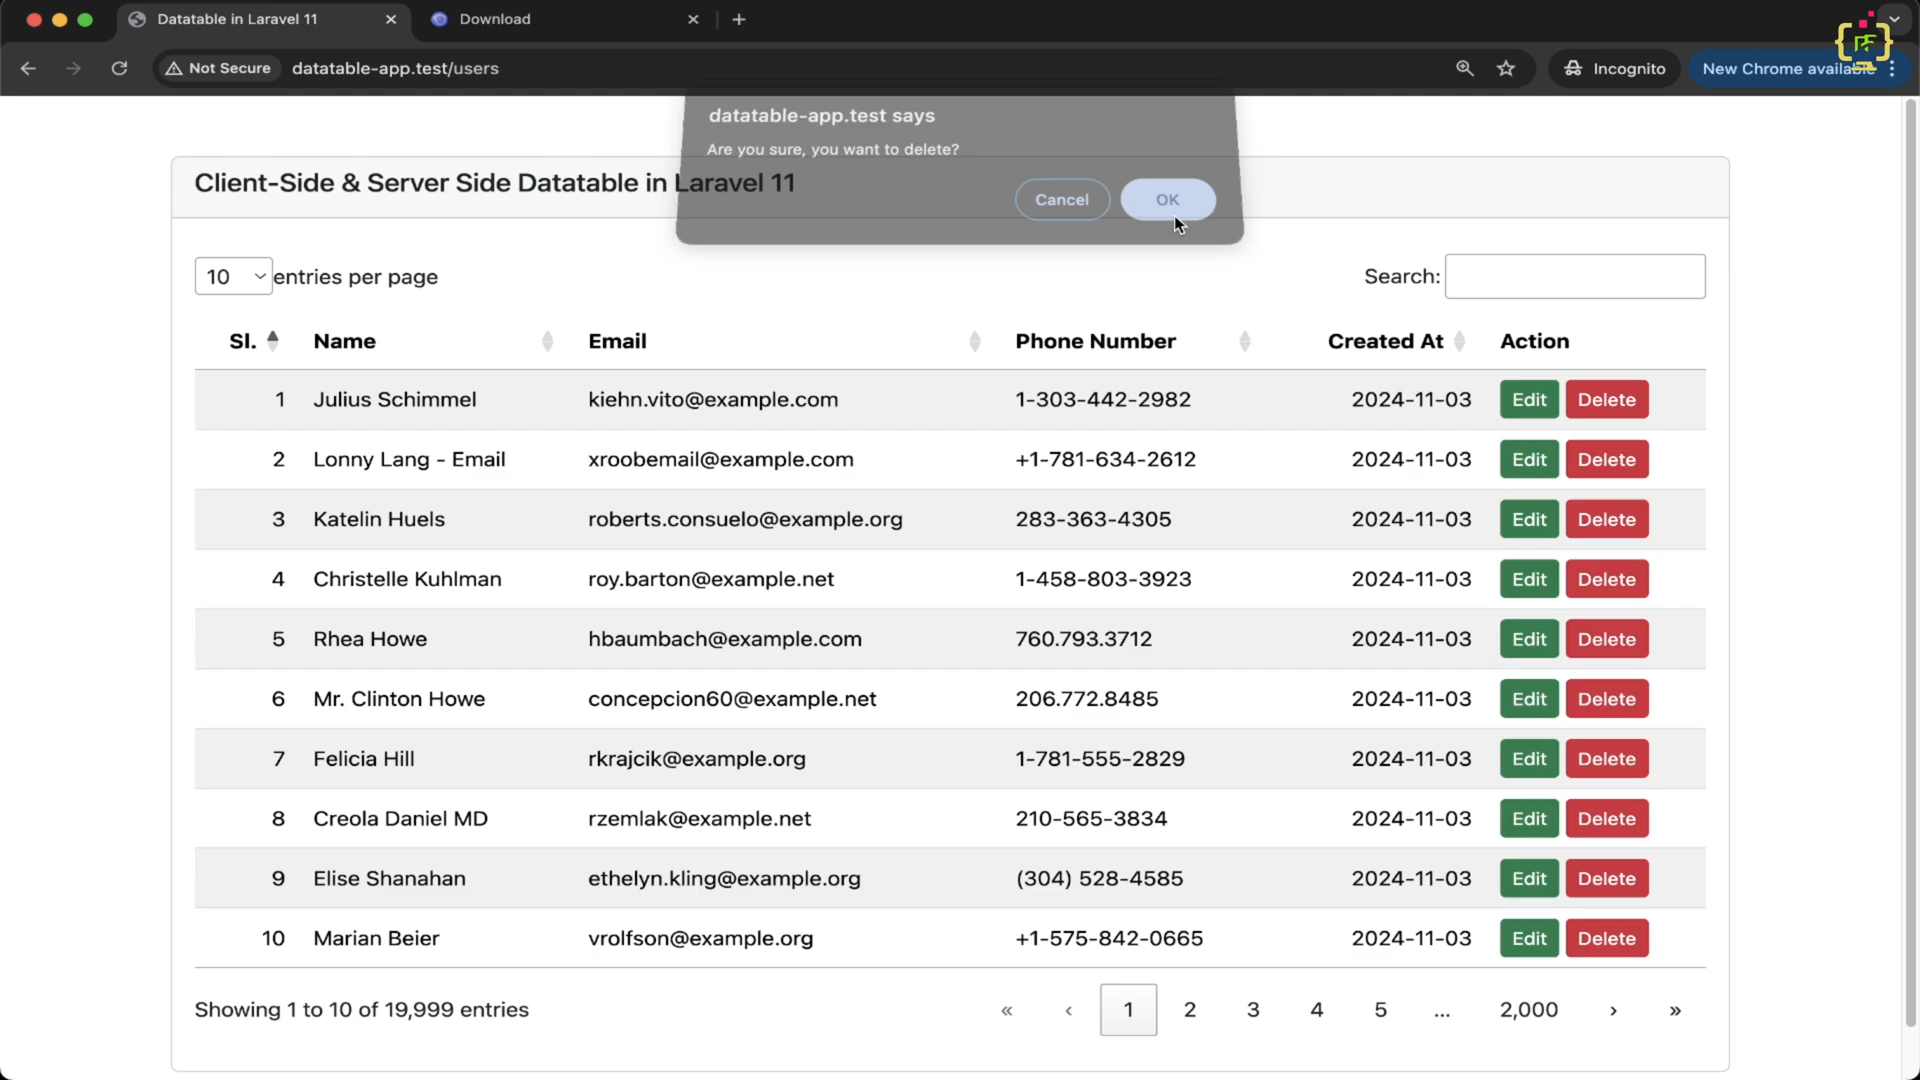 Datatable in Laravel 11
Download
Not Secure
datatable-app.test/users
Incognito
New Chrome available
datatable-app.test says
Are you sure, you want to delete?
Cancel
OK
Client-Side & Server Side Datatable in Laravel 11
10 entries per page
Search:
Sl. Name Email Phone Number Created At Action
1 Julius Schimmel kiehn.vito@example.com 1-303-442-2982 2024-11-03 Edit Delete
2 Lonny Lang - Email xroobemail@example.com +1-781-634-2612 2024-11-03 Edit Delete
3 Katelin Huels roberts.consuelo@example.org 283-363-4305 2024-11-03 Edit Delete
4 Christelle Kuhlman roy.barton@example.net 1-458-803-3923 2024-11-03 Edit Delete
5 Rhea Howe hbaumbach@example.com 760.793.3712 2024-11-03 Edit Delete
6 Mr. Clinton Howe concepcion60@example.net 206.772.8485 2024-11-03 Edit Delete
7 Felicia Hill rkrajcik@example.org 1-781-555-2829 2024-11-03 Edit Delete
8 Creola Daniel MD rzemlak@example.net 210-565-3834 2024-11-03 Edit Delete
9 Elise Shanahan ethelyn.kling@example.org (304) 528-4585 2024-11-03 Edit Delete
10 Marian Beier vrolfson@example.org +1-575-842-0665 2024-11-03 Edit Delete
Showing 1 to 10 of 19,999 entries
« ‹ 1 2 3 4 5 ... 2,000 › »